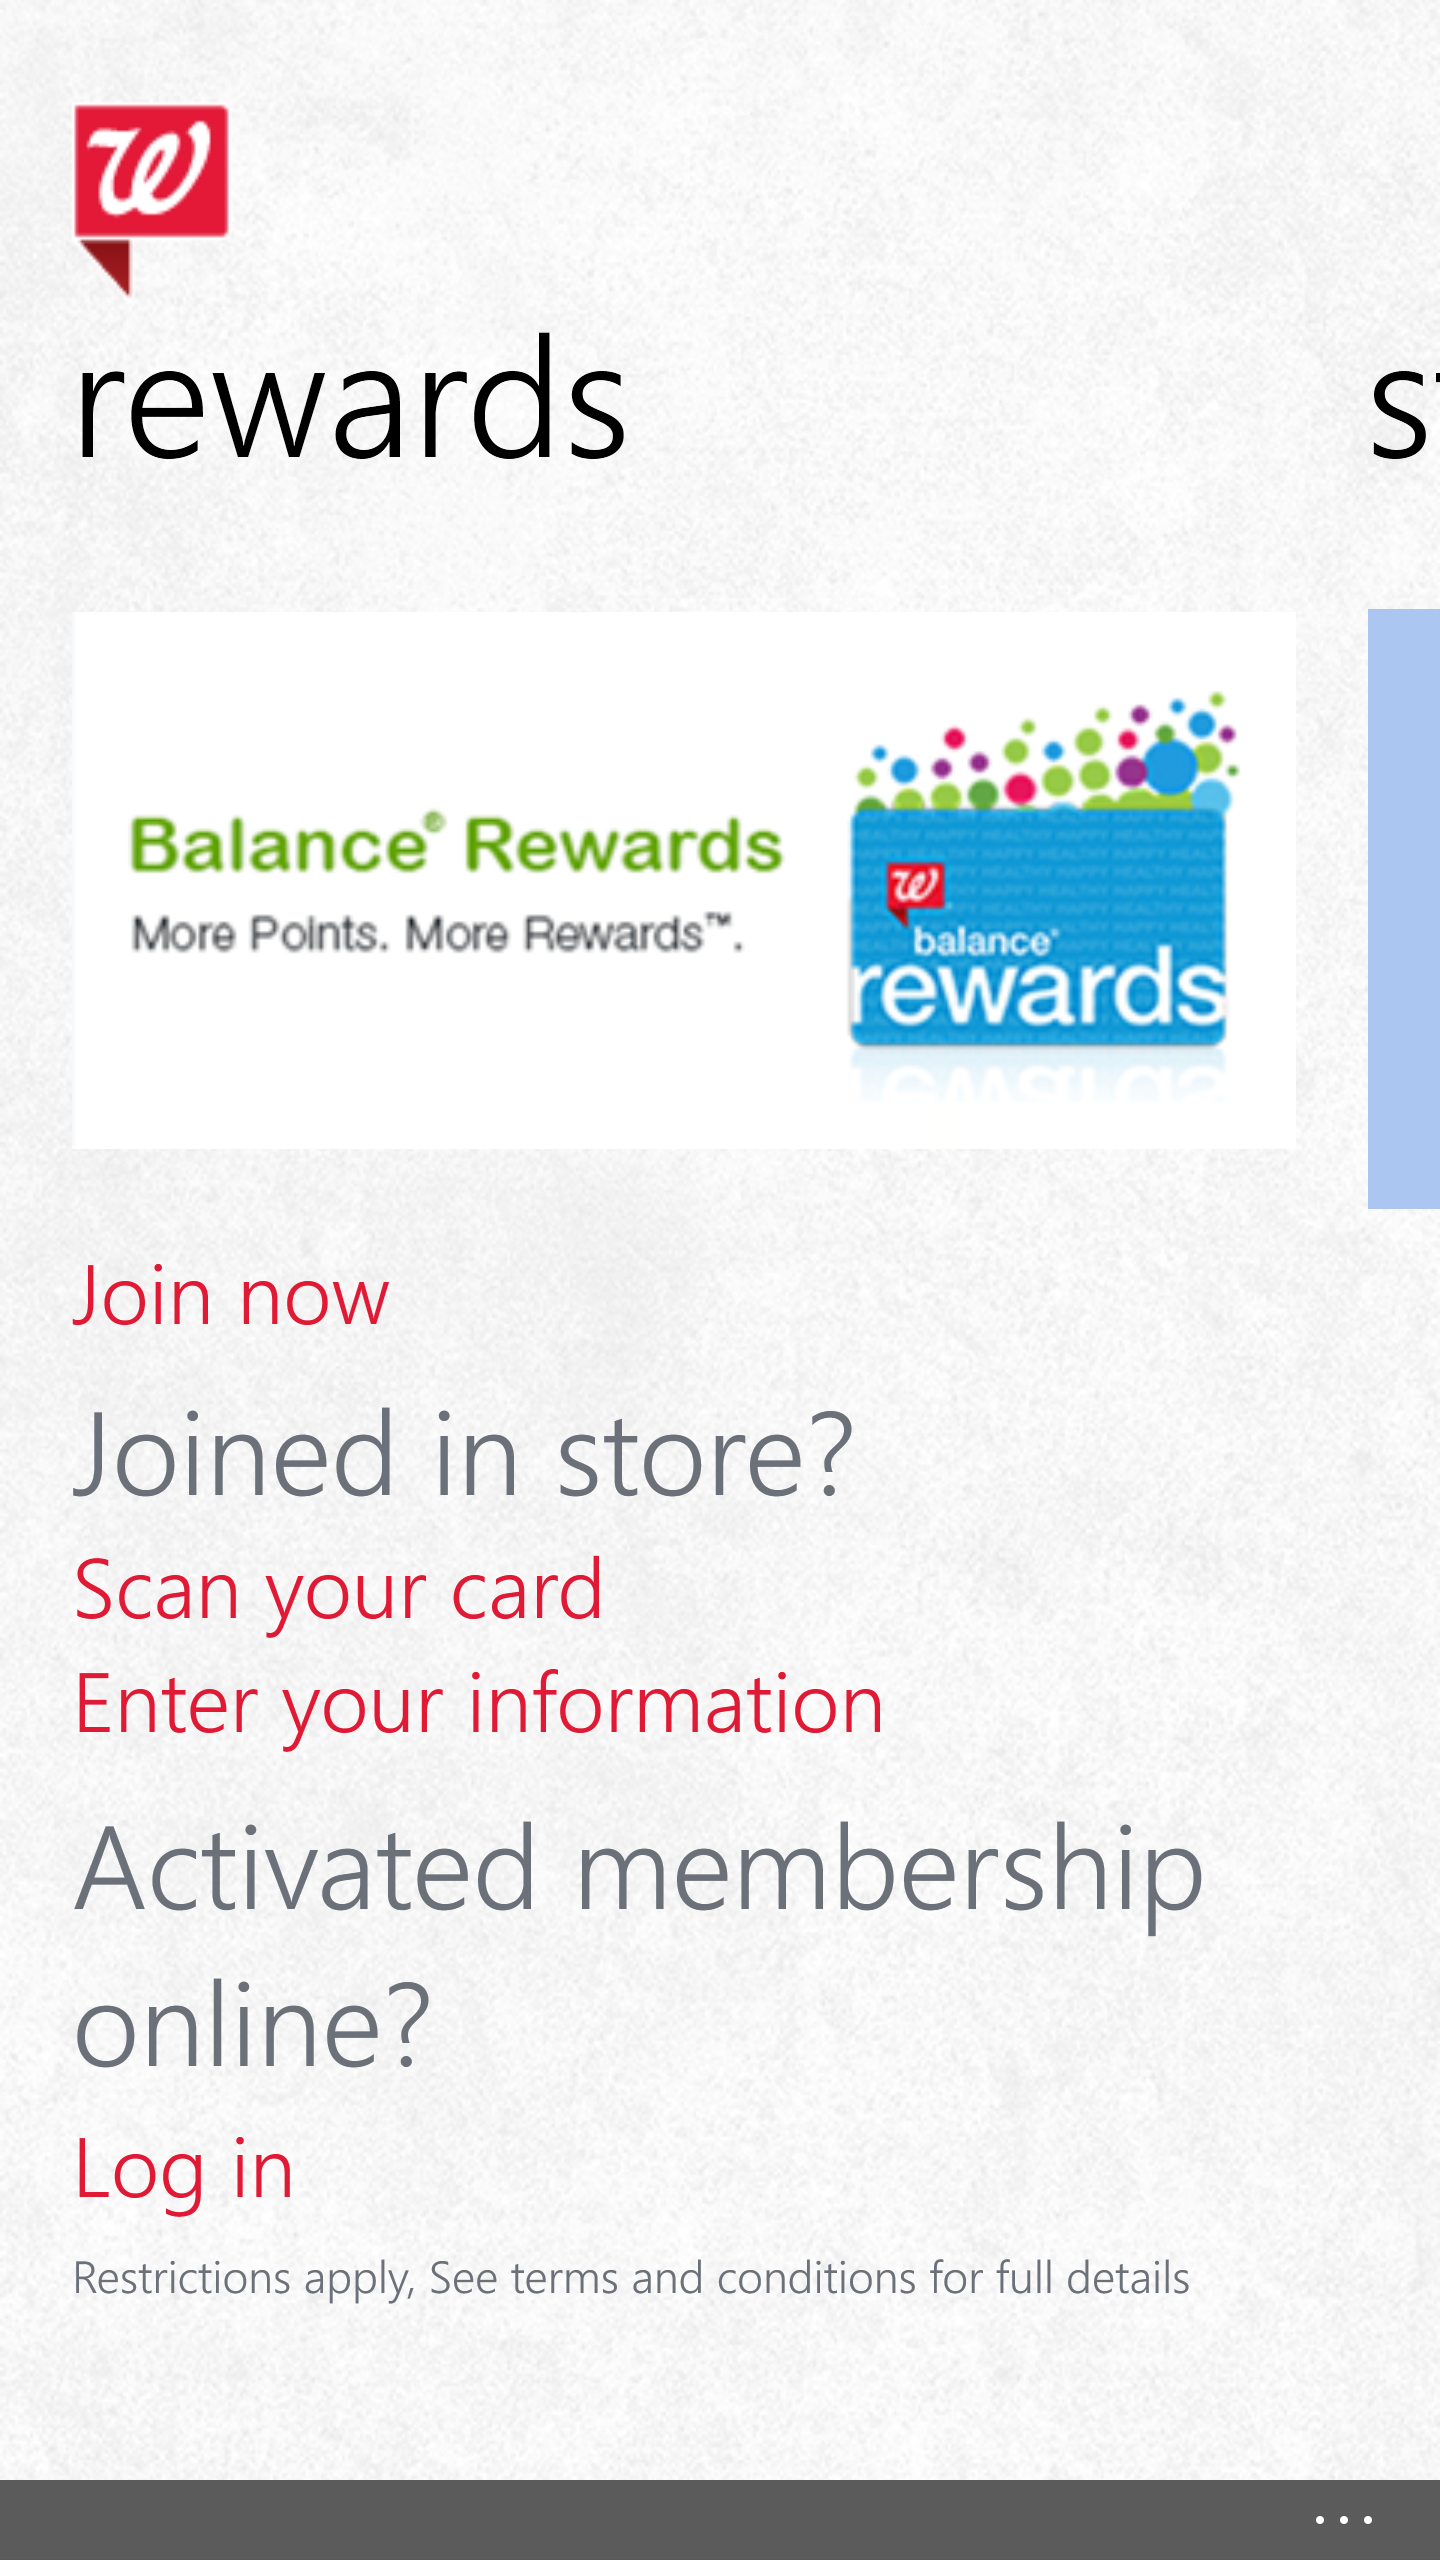 W
rewards
Balance® Rewards
More Points. More Rewards™.
W
balance®
rewards
Join now
Joined in store?
Scan your card
Enter your information
Activated membership
online?
Log in
Restrictions apply, See terms and conditions for full details